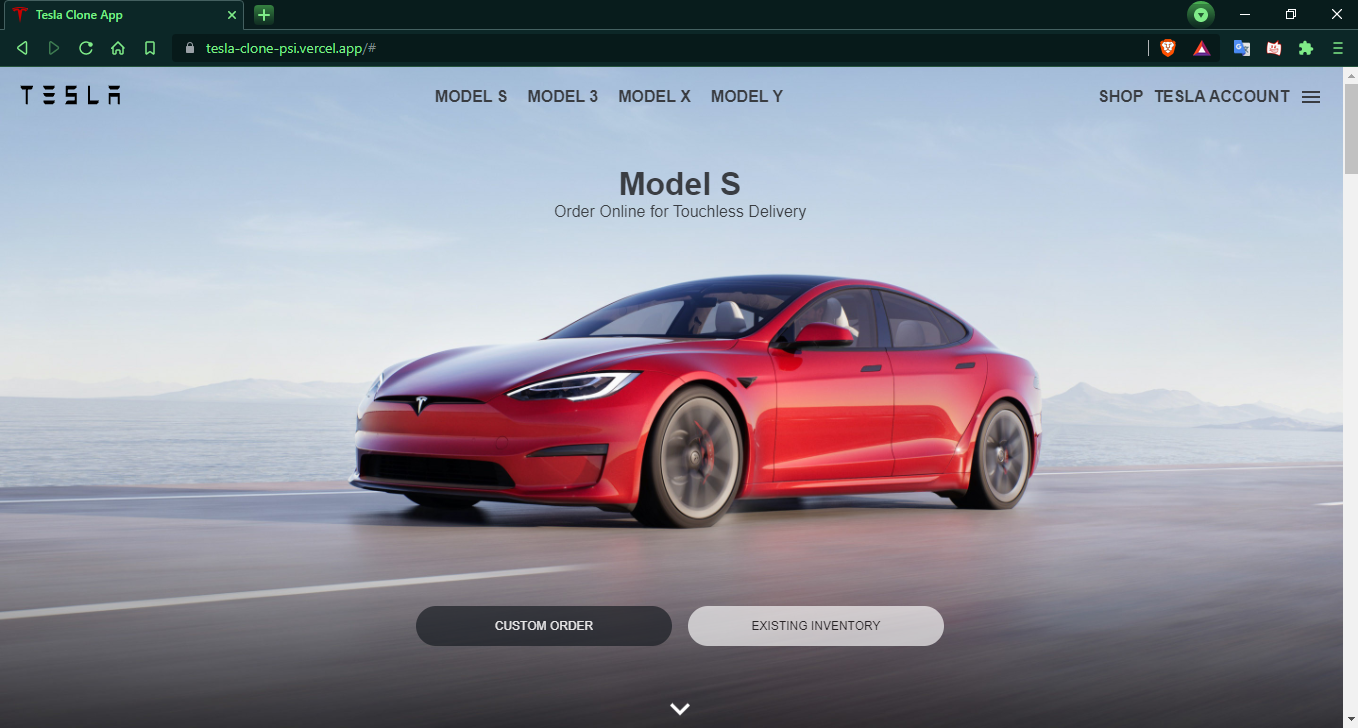 Tesla Clone App
tesla-clone-psi.vercel.app/#
TESLA MODEL S MODEL 3 MODEL X MODEL Y SHOP TESLA ACCOUNT
Model S
Order Online for Touchless Delivery
CUSTOM ORDER EXISTING INVENTORY